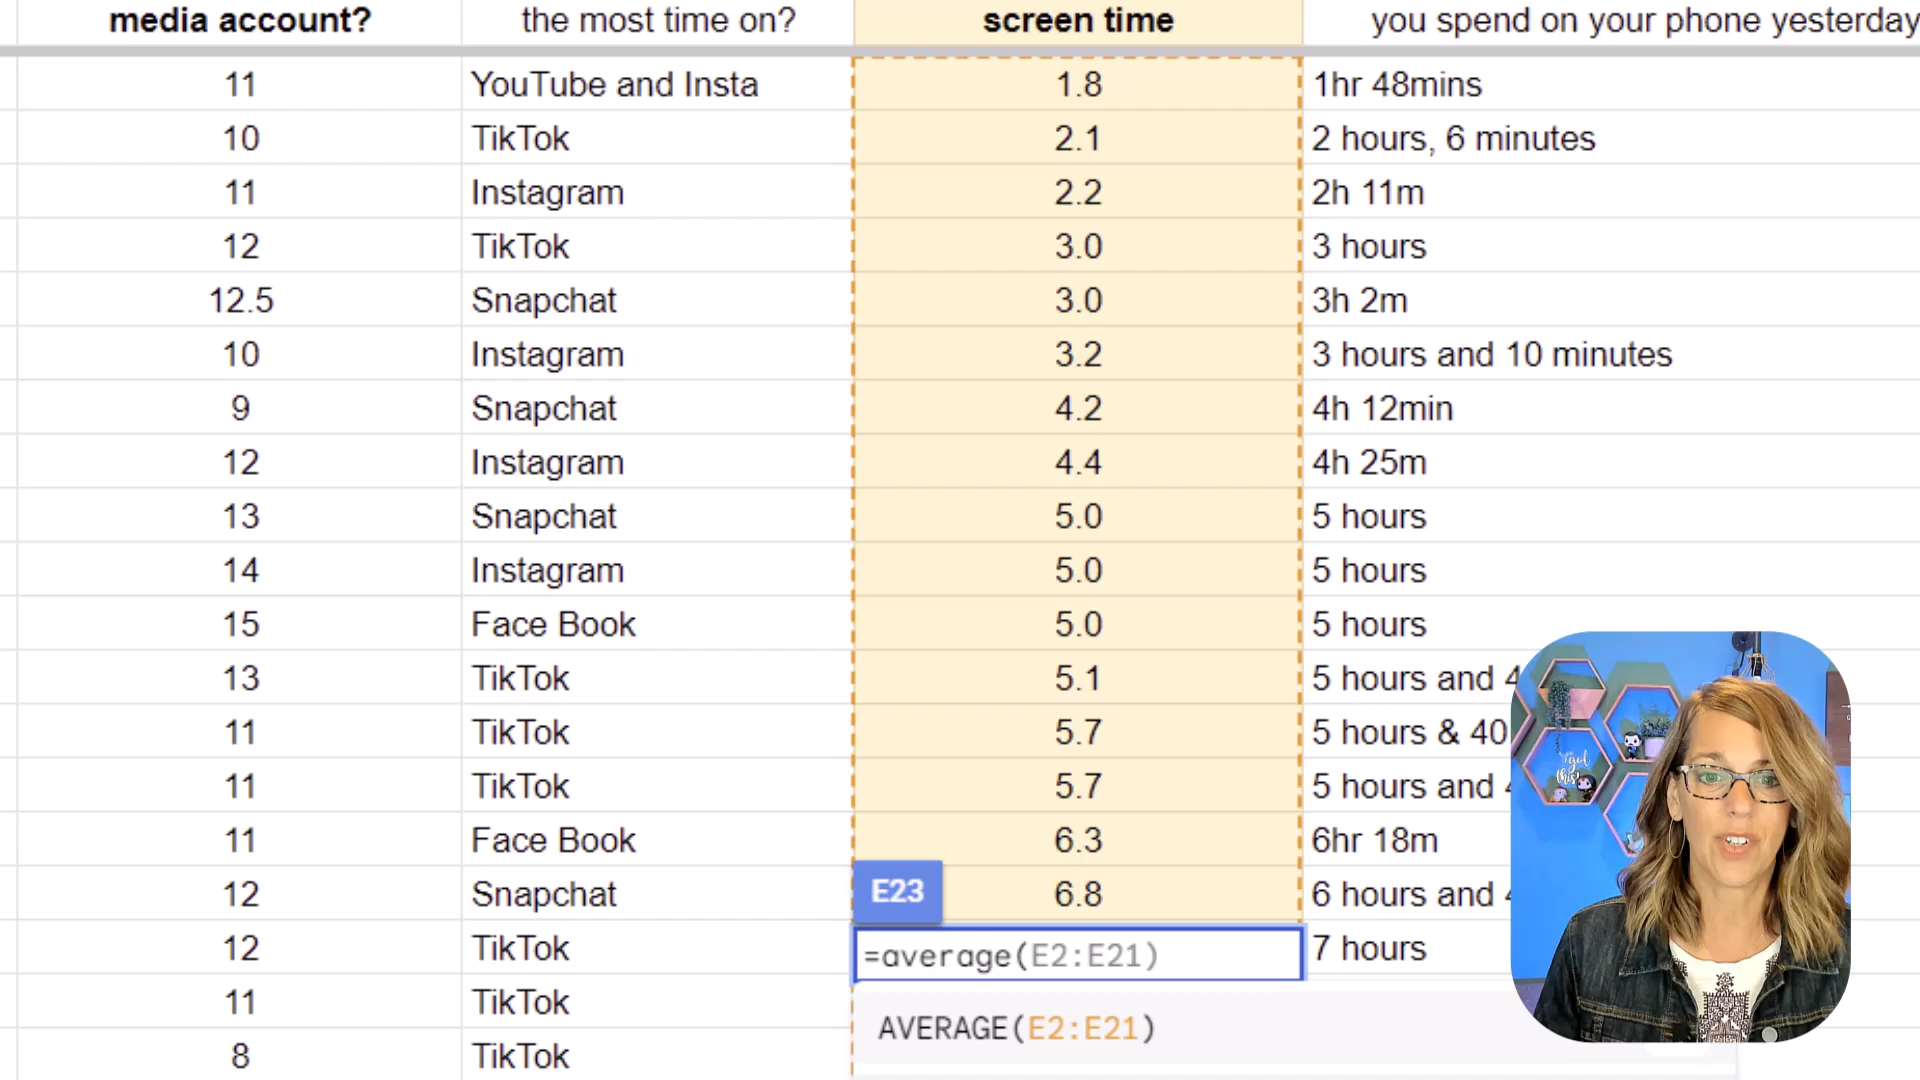 media account? the most time on? screen time you spend on your phone yesterday
11 YouTube and Insta 1.8 1hr 48mins
10 TikTok 2.1 2 hours, 6 minutes
11 Instagram 2.2 2h 11m
12 TikTok 3.0 3 hours
12.5 Snapchat 3.0 3h 2m
10 Instagram 3.2 3 hours and 10 minutes
9 Snapchat 4.2 4h 12min
12 Instagram 4.4 4h 25m
13 Snapchat 5.0 5 hours
14 Instagram 5.0 5 hours
15 Face Book 5.0 5 hours
13 TikTok 5.1 5 hours and 4
11 TikTok 5.7 5 hours & 40
11 TikTok 5.7 5 hours and 4
11 Face Book 6.3 6hr 18m
12 Snapchat E23 6.8 6 hours and 4
12 TikTok =average(E2:E21) 7 hours
11 TikTok AVERAGE(E2:E21)
8 TikTok
got
this!